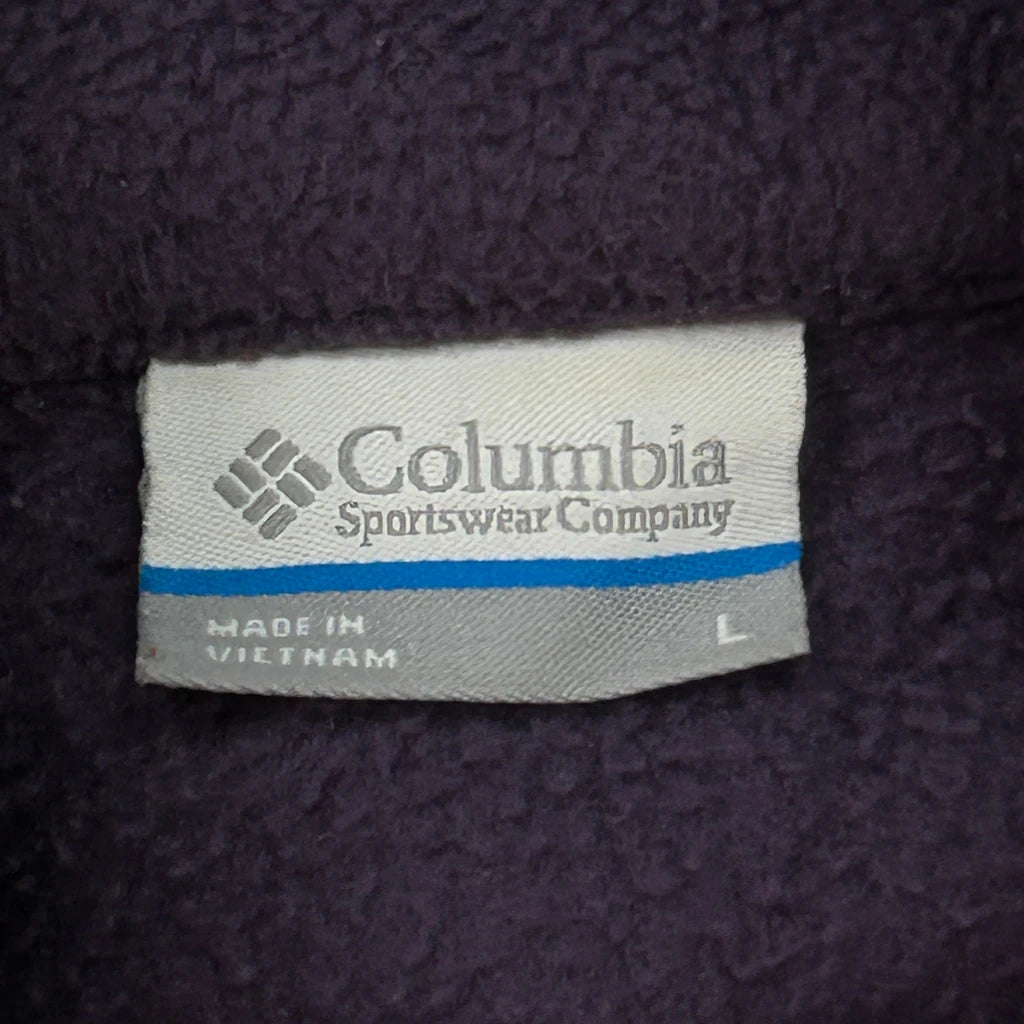 Columbia
Sportswear Company
MADE IN
VIETNAM
L